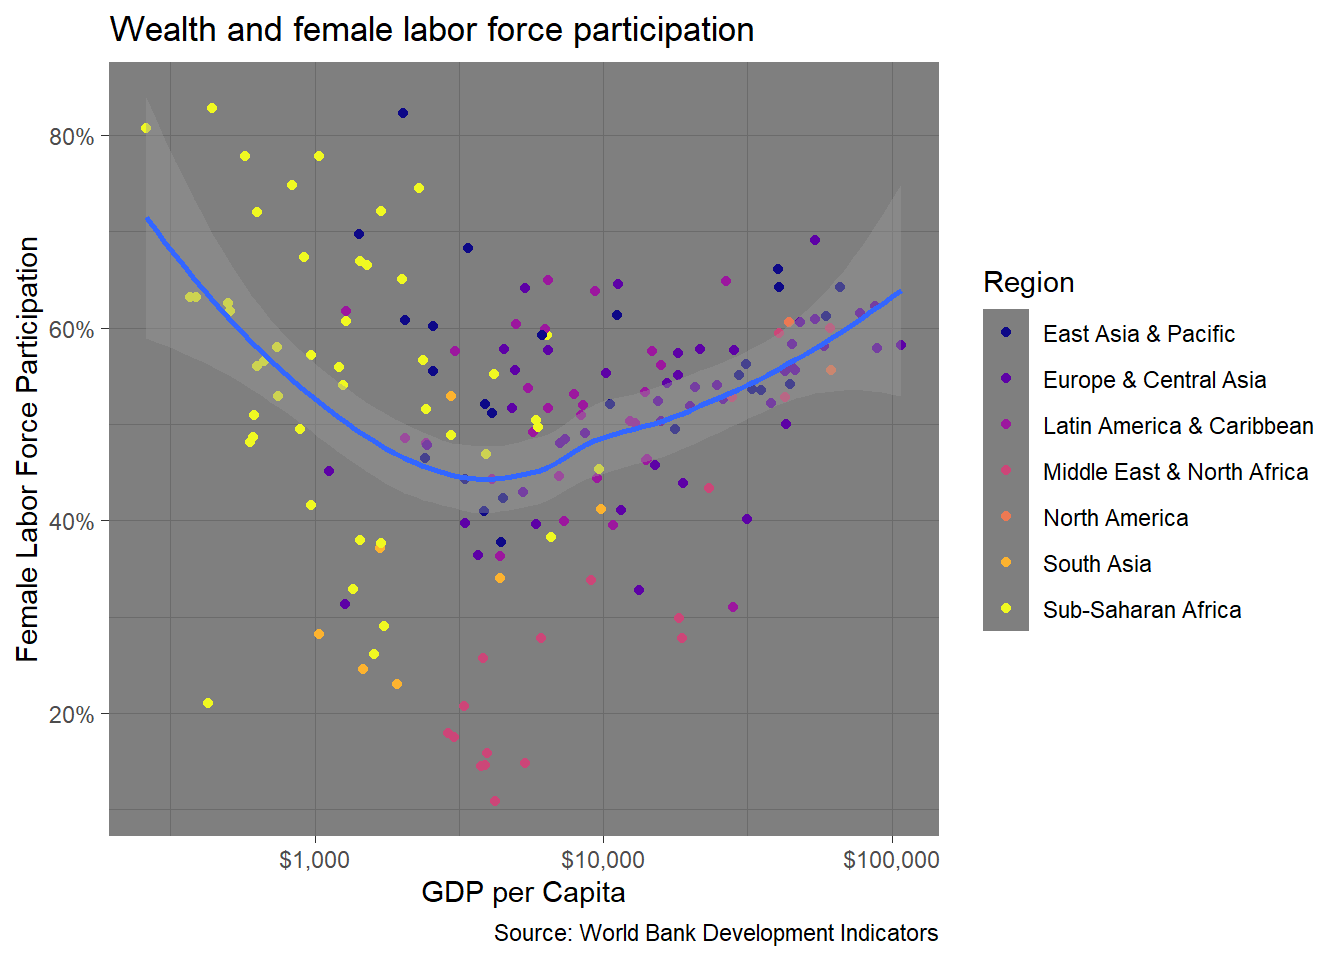 Wealth and female labor force participation
80%
60%
40%
20%
Female Labor Force Participation
$1,000
$10,000
$100,000
GDP per Capita
Source: World Bank Development Indicators
Region
East Asia & Pacific
Europe & Central Asia
Latin America & Caribbean
Middle East & North Africa
North America
South Asia
Sub-Saharan Africa